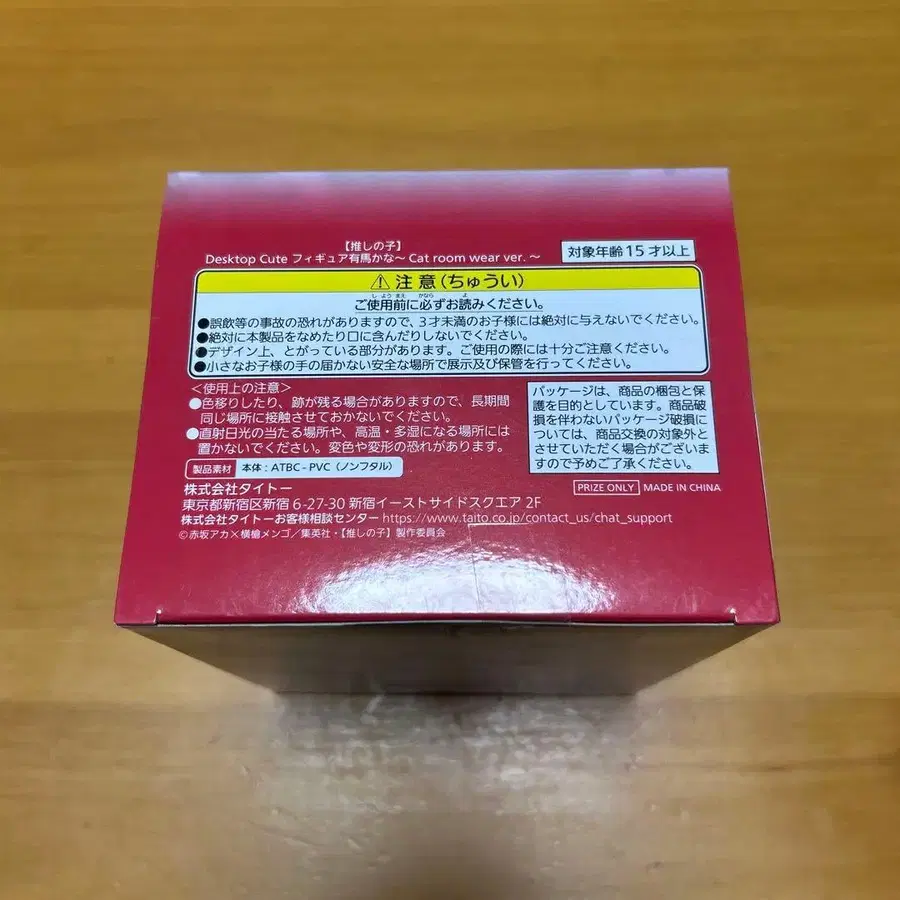 【推しの子】
Desktop Cute フィギュア有馬かな～ Cat room wear ver. ～
対象年齢15才以上
⚠注意(ちゅうい)
ご使用前に必ずお読みください。
●誤飲等の事故の恐れがありますので、3才未満のお子様には絶対に与えないでください。
●絶対に本製品をなめたり口に含んだりしないでください。
●デザイン上、とがっている部分があります。ご使用の際には十分ご注意ください。
●小さなお子様の手の届かない安全な場所で展示及び保管を行ってください。
＜使用上の注意＞
●色移りしたり、跡が残る場合がありますので、長期間
同じ場所に接触させておかないでください。
●直射日光の当たる場所や、高温・多湿になる場所には
置かないでください。変色や変形の恐れがあります。
パッケージは、商品の梱包と保
護を目的としています。商品破
損を伴わないパッケージ破損に
ついては、商品交換の対象外と
させていただく場合がございま
すので予めご了承ください。
製品素材 本体：ATBC-PVC（ノンフタル）
PRIZE ONLY MADE IN CHINA
株式会社タイトー
東京都新宿区新宿 6-27-30 新宿イーストサイドスクエア 2F
株式会社タイトーお客様相談センター https://www.taito.co.jp/contact_us/chat_support
©赤坂アカ×横槍メンゴ／集英社・【推しの子】製作委員会